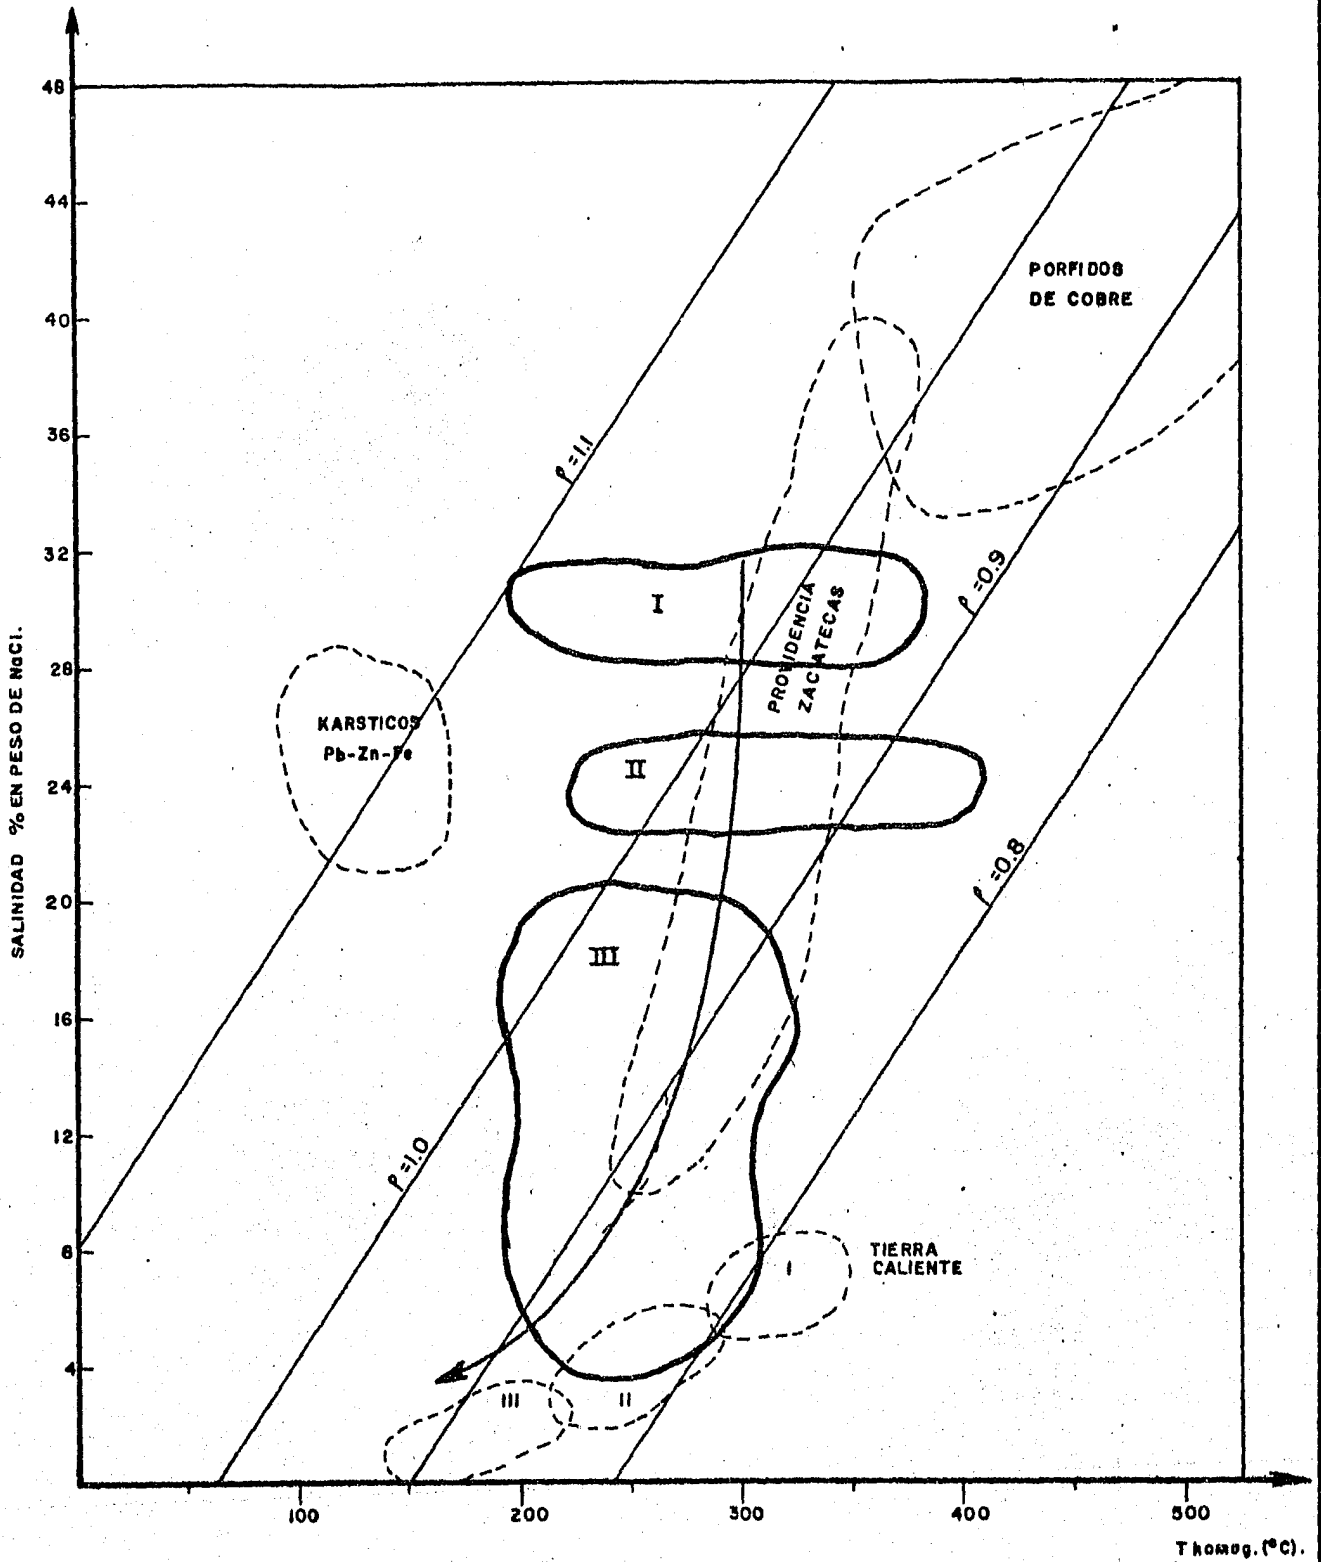 48
44
40
36
32
28
24
20
16
12
8
4
SALINIDAD % EN PESO DE NaCl.
PORFIDOS
DE COBRE
ρ=1.1
ρ=0.9
I
PROVIDENCIA
ZACATECAS
KARSTICOS
Pb-Zn-Fe
II
ρ=0.8
III
ρ=1.0
TIERRA
CALIENTE
I
III
II
100
200
300
400
500
T homog. (°C).